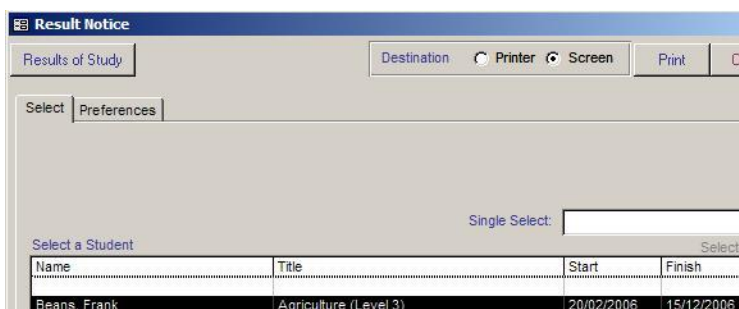 Result Notice
Results of Study Destination Printer Screen Print
Select Preferences
Single Select:
Select a Student Select
Name Title Start Finish
Beans, Frank Agriculture (Level 3) 20/02/2006 15/12/2006